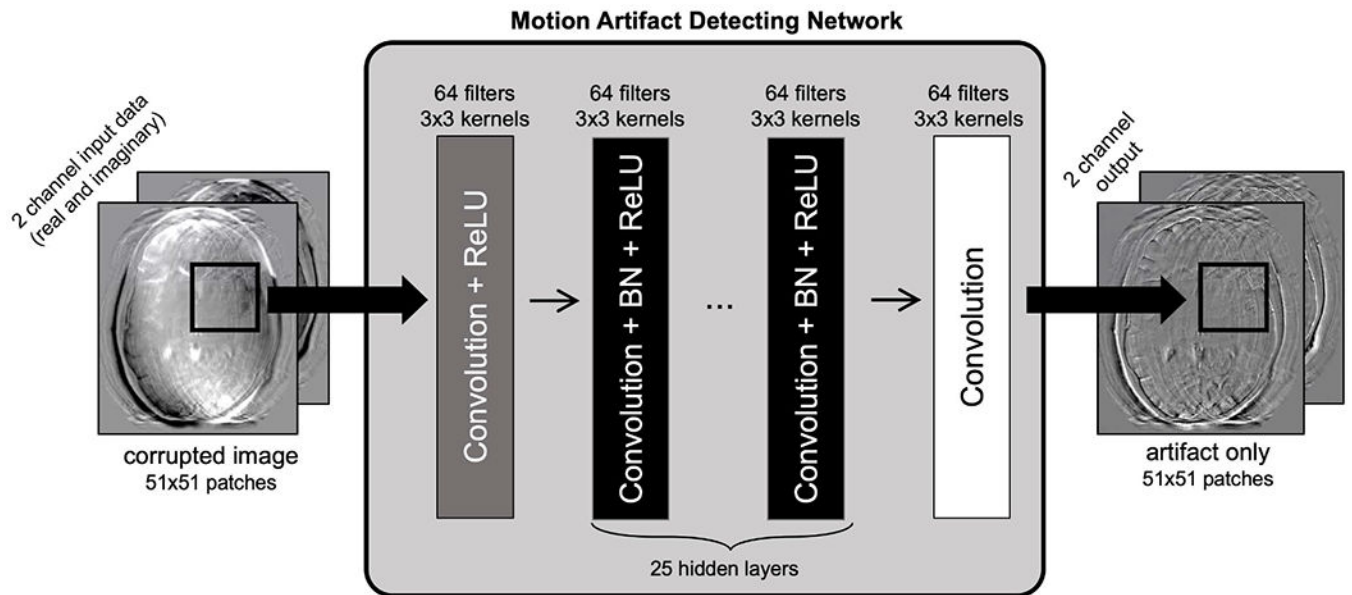 Motion Artifact Detecting Network
2 channel input data
(real and imaginary)
corrupted image
51x51 patches
64 filters
3x3 kernels
Convolution + ReLU
64 filters
3x3 kernels
Convolution + BN + ReLU
...
64 filters
3x3 kernels
Convolution + BN + ReLU
25 hidden layers
64 filters
3x3 kernels
Convolution
2 channel
output
artifact only
51x51 patches